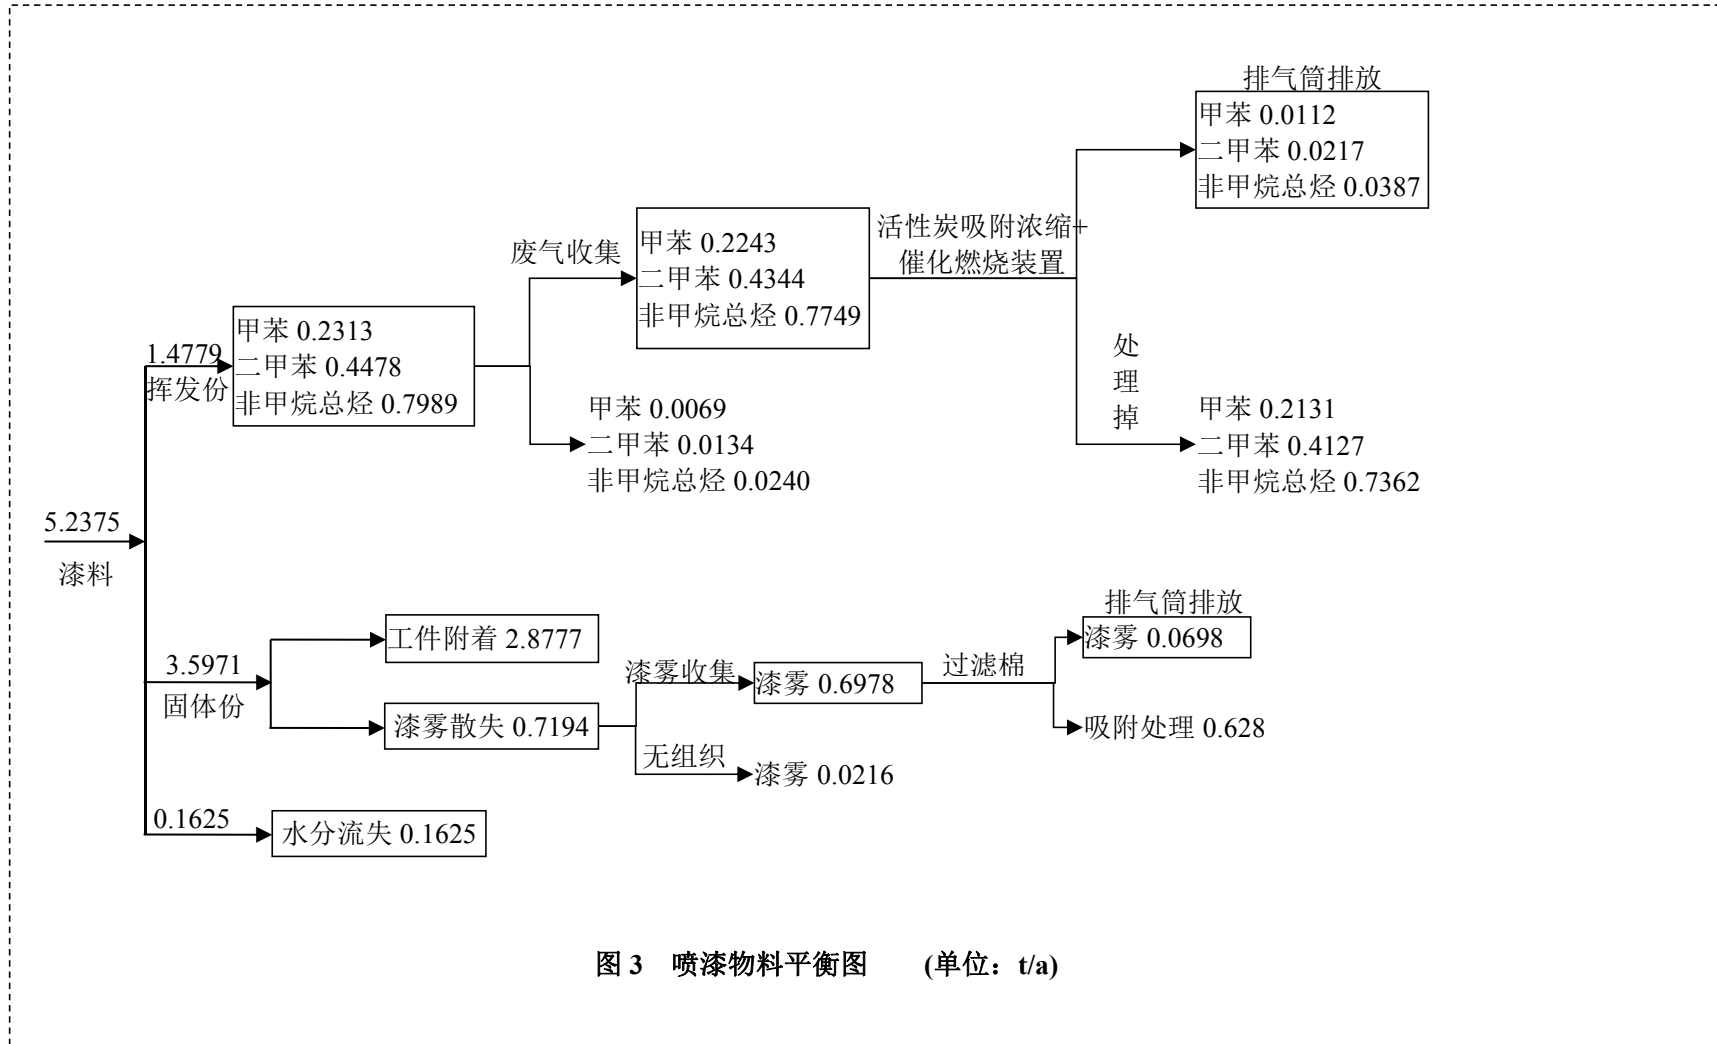 排气筒排放
甲苯 0.0112
二甲苯 0.0217
非甲烷总烃 0.0387
活性炭吸附浓缩+
催化燃烧装置
废气收集
甲苯 0.2243
二甲苯 0.4344
非甲烷总烃 0.7749
1.4779
挥发份
甲苯 0.2313
二甲苯 0.4478
非甲烷总烃 0.7989
甲苯 0.0069
二甲苯 0.0134
非甲烷总烃 0.0240
处
理
掉
甲苯 0.2131
二甲苯 0.4127
非甲烷总烃 0.7362
5.2375
漆料
3.5971
固体份
工件附着 2.8777
漆雾散失 0.7194
漆雾收集
漆雾 0.6978
过滤棉
排气筒排放
漆雾 0.0698
吸附处理 0.628
无组织
漆雾 0.0216
0.1625
水分流失 0.1625
图 3 喷漆物料平衡图 (单位：t/a)